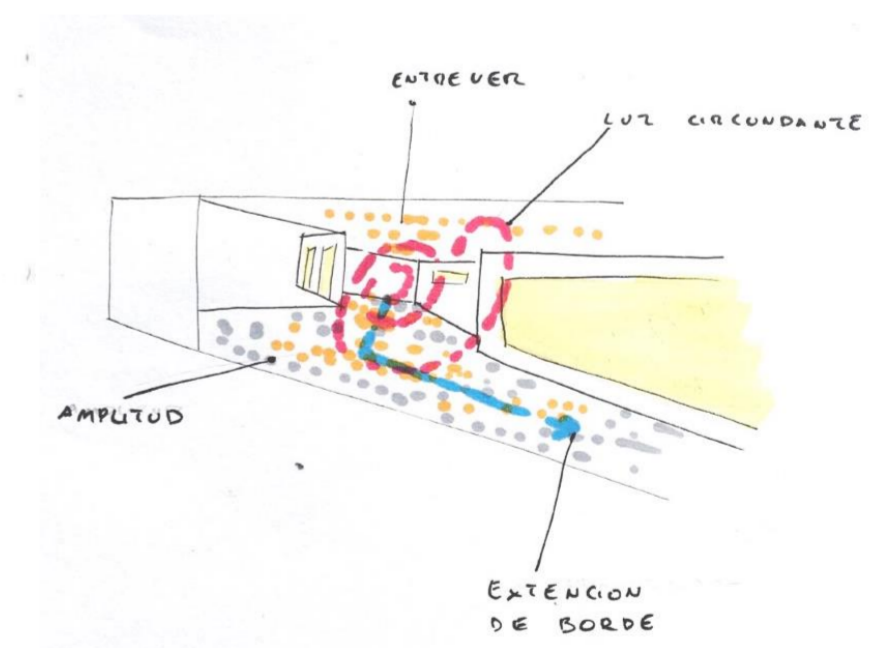 ENTREVER
LUZ CIRCUNDANTE
AMPLITUD
EXTENCION
DE BORDE